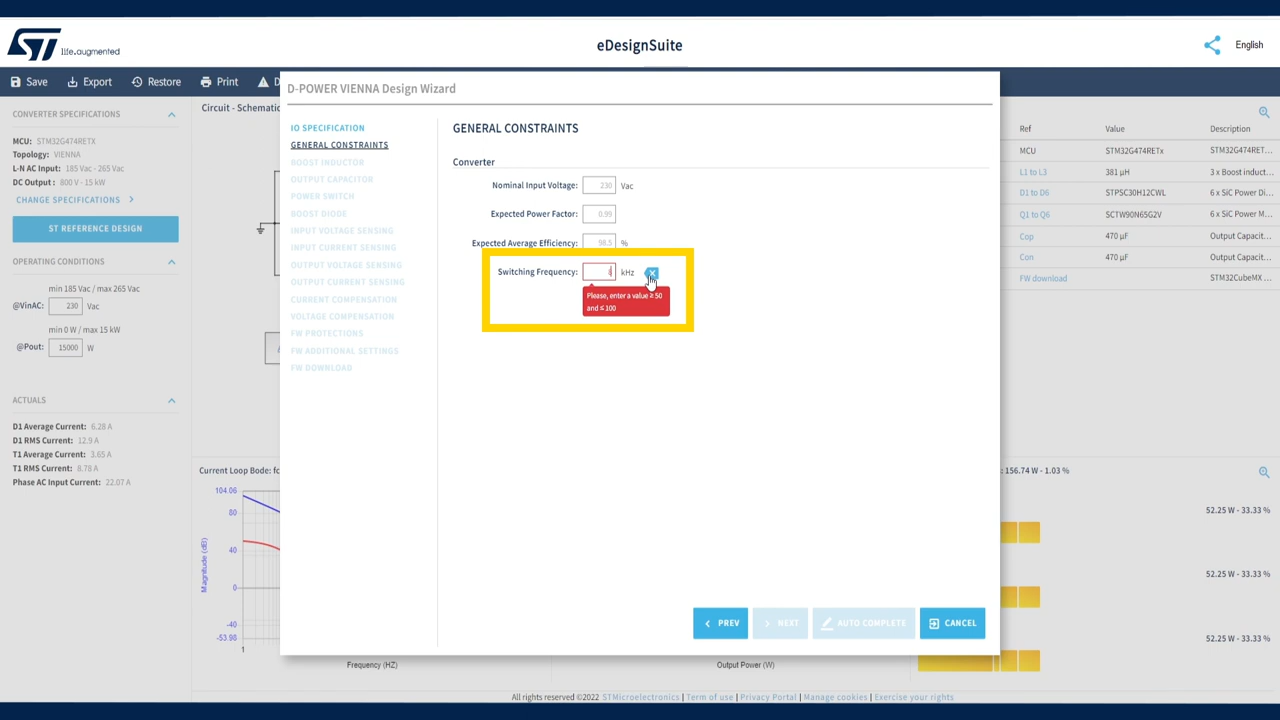 ST life.augmented
eDesignSuite
English
Save
Export
Restore
Print
D
CONVERTER SPECIFICATIONS
MCU: STM32G474RETX
Topology: VIENNA
L-N AC Input: 185 Vac - 265 Vac
DC Output : 800 V - 15 kW
CHANGE SPECIFICATIONS
ST REFERENCE DESIGN
OPERATING CONDITIONS
min 185 Vac / max 265 Vac
@VinAC: 230 Vac
min 0 W / max 15 kW
@Pout: 15000 W
ACTUALS
D1 Average Current: 6.28 A
D1 RMS Current: 12.9 A
T1 Average Current: 3.65 A
T1 RMS Current: 8.78 A
Phase AC Input Current: 22.07 A
Circuit - Schematic
D-POWER VIENNA Design Wizard
IO SPECIFICATION
GENERAL CONSTRAINTS
BOOST INDUCTOR
OUTPUT CAPACITOR
POWER SWITCH
BOOST DIODE
INPUT VOLTAGE SENSING
INPUT CURRENT SENSING
OUTPUT VOLTAGE SENSING
OUTPUT CURRENT SENSING
CURRENT COMPENSATION
VOLTAGE COMPENSATION
FW PROTECTIONS
FW ADDITIONAL SETTINGS
FW DOWNLOAD
GENERAL CONSTRAINTS
Converter
Nominal Input Voltage: 230 Vac
Expected Power Factor: 0.99
Expected Average Efficiency: 98.5 %
Switching Frequency: kHz
Please, enter a value ≥ 50
and ≤ 100
PREV
NEXT
AUTO COMPLETE
CANCEL
Ref Value Description
MCU STM32G474RETx STM32G474RET...
L1 to L3 381 µH 3 x Boost induct...
D1 to D6 STPSC30H12CWL 6 x SiC Power Di...
Q1 to Q6 SCTW90N65G2V 6 x SiC Power M...
Cop 470 µF Output Capacit...
Con 470 µF Output Capacit...
FW download STM32CubeMX ...
Current Loop Bode: fc
104.06
80
40
0
-40
-53.98
1
Magnitude (dB)
Frequency (HZ)
Output Power (W)
: 156.74 W - 1.03 %
52.25 W - 33.33 %
52.25 W - 33.33 %
52.25 W - 33.33 %
All rights reserved ©2022 STMicroelectronics | Term of use | Privacy Portal | Manage cookies | Exercise your rights